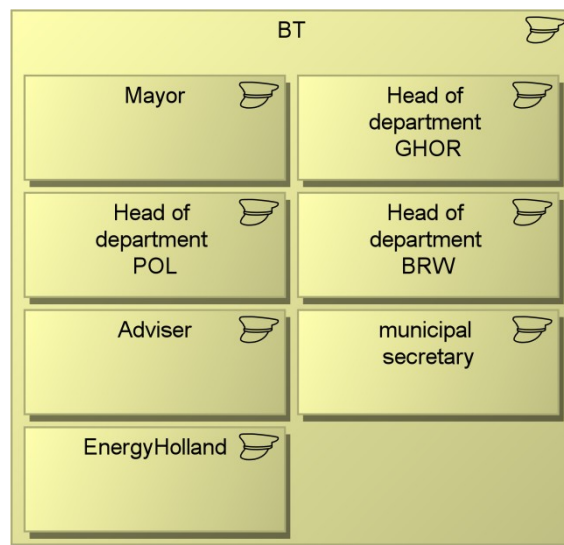 BT
Mayor
Head of
department
GHOR
Head of
department
POL
Head of
department
BRW
Adviser
municipal
secretary
EnergyHolland